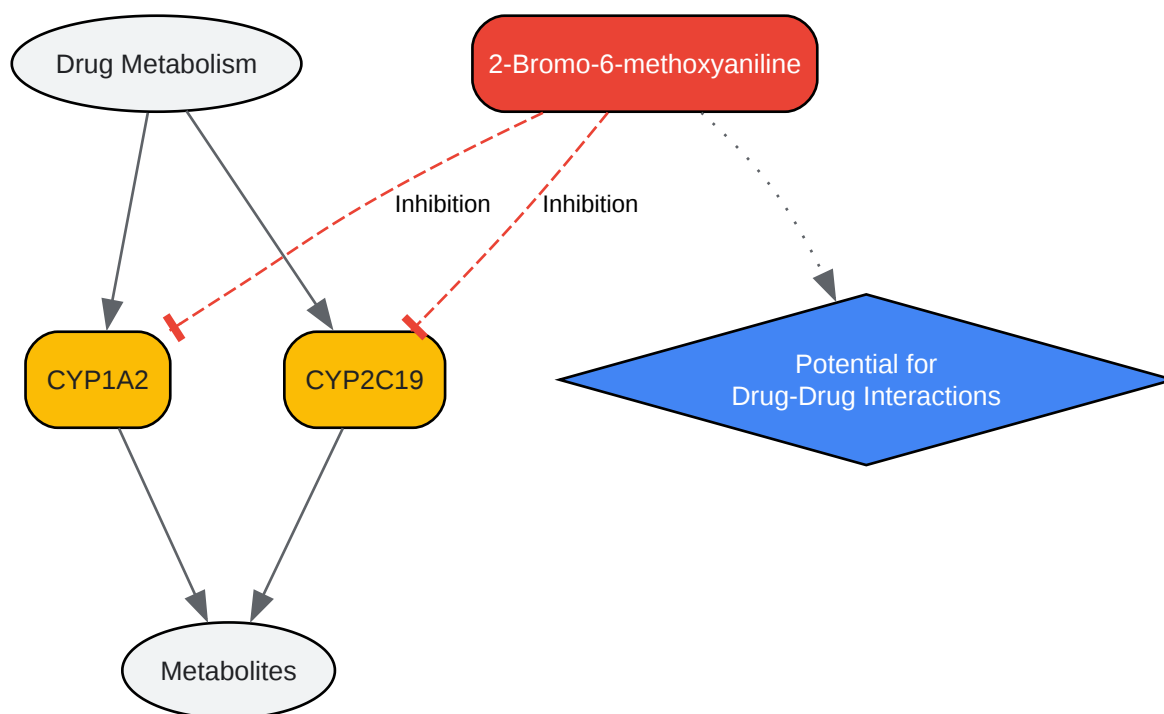 Drug Metabolism
2-Bromo-6-methoxyaniline
Inhibition
Inhibition
CYP1A2
CYP2C19
Potential for
Drug-Drug Interactions
Metabolites